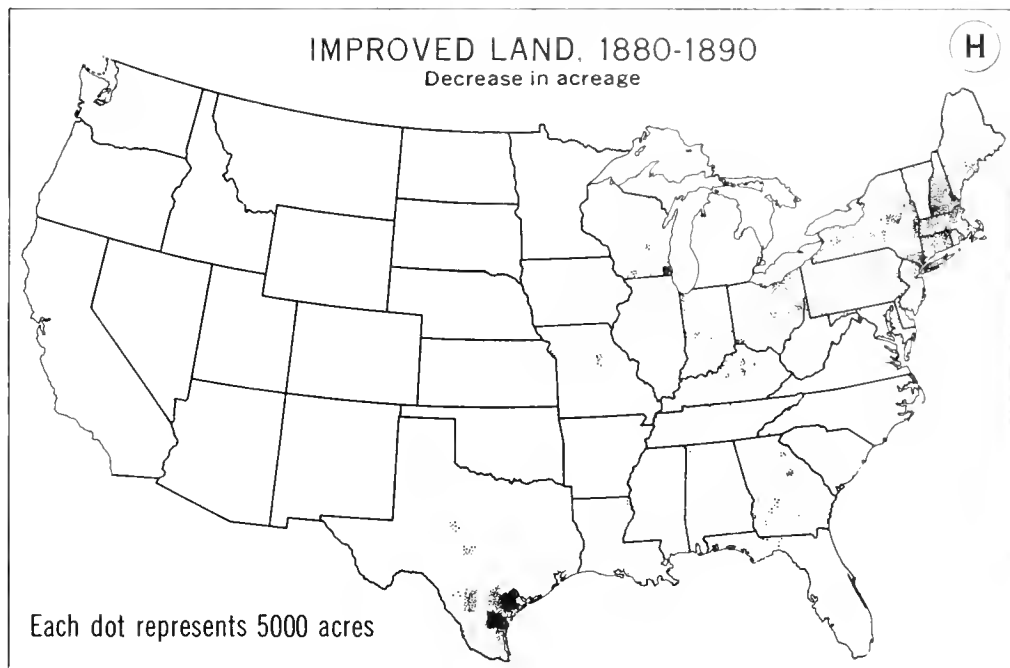 IMPROVED LAND, 1880-1890
H
Decrease in acreage
Each dot represents 5000 acres